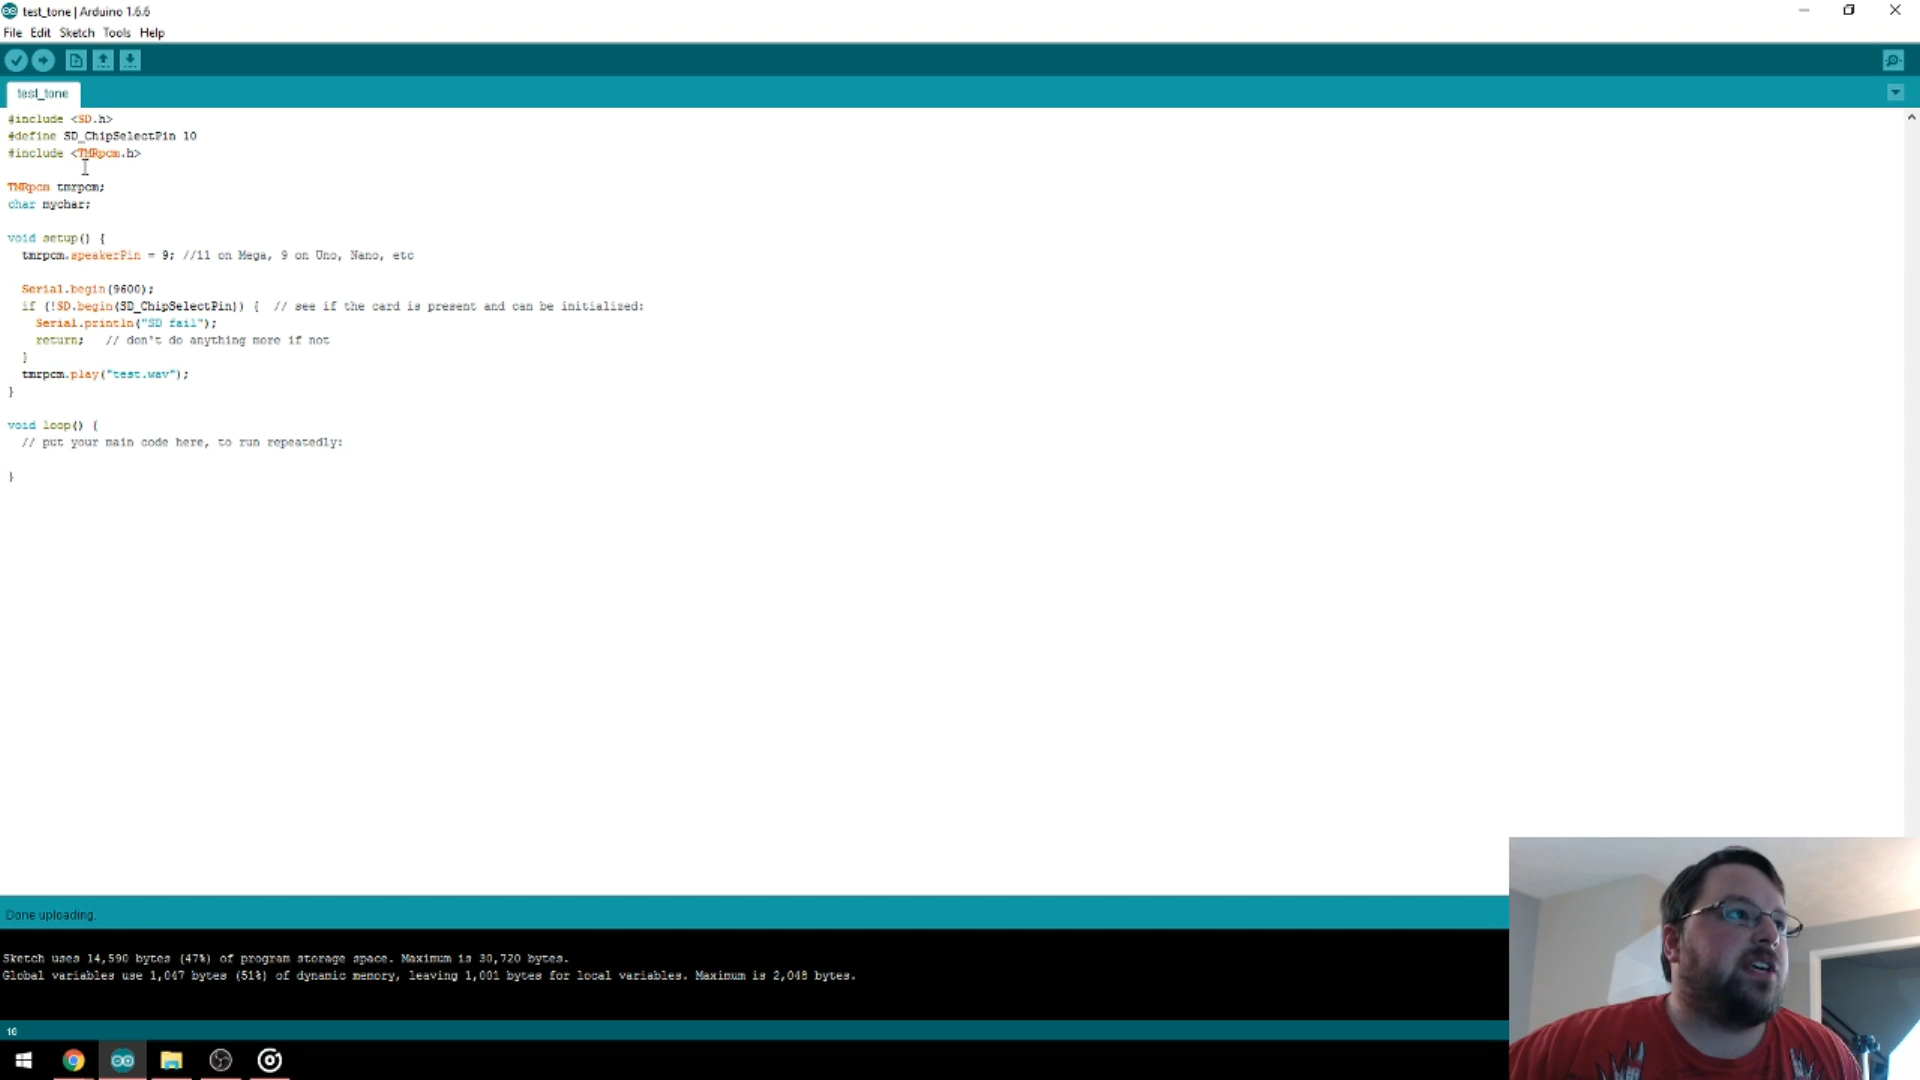 test_tone | Arduino 1.6.6
File Edit Sketch Tools Help
test_tone
#include <SD.h>
#define SD_ChipSelectPin 10
#include <TMRpcm.h>
TMRpcm tmrpcm;
char mychar;
void setup() {
tmrpcm.speakerPin = 9; //11 on Mega, 9 on Uno, Nano, etc
Serial.begin(9600);
if (!SD.begin(SD_ChipSelectPin)) { // see if the card is present and can be initialized:
Serial.println("SD fail");
return; // don't do anything more if not
}
tmrpcm.play("test.wav");
}
void loop() {
// put your main code here, to run repeatedly:
}
Done uploading.
Sketch uses 14,590 bytes (47%) of program storage space. Maximum is 30,720 bytes.
Global variables use 1,047 bytes (51%) of dynamic memory, leaving 1,001 bytes for local variables. Maximum is 2,048 bytes.
16